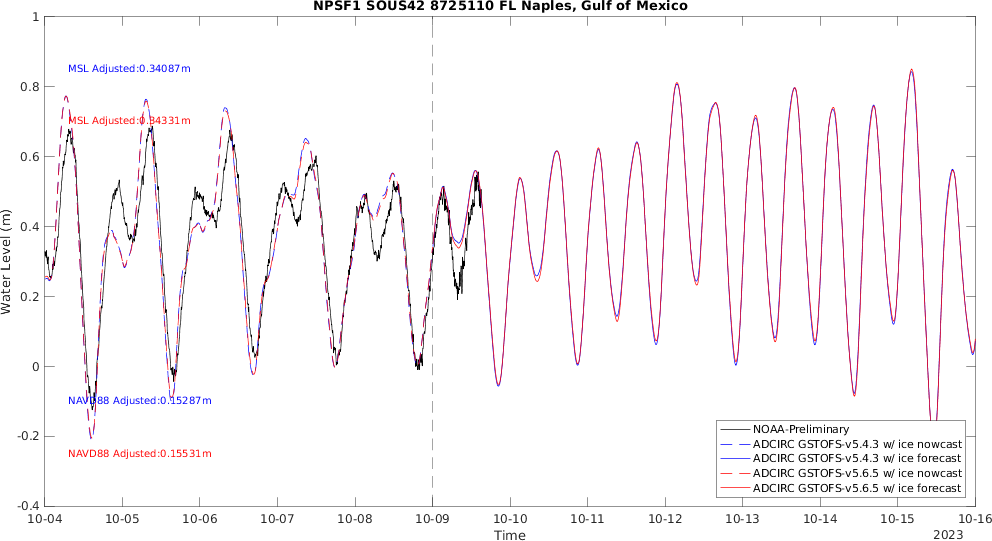 NPSF1 SOUS42 8725110 FL Naples, Gulf of Mexico
1
0.8
0.6
0.4
0.2
0
-0.2
-0.4
Water Level (m)
MSL Adjusted:0.34087m
MSL Adjusted:0.34331m
NAVD88 Adjusted:0.15287m
NAVD88 Adjusted:0.15531m
NOAA-Preliminary
ADCIRC GSTOFS-v5.4.3 w/ ice nowcast
ADCIRC GSTOFS-v5.4.3 w/ ice forecast
ADCIRC GSTOFS-v5.6.5 w/ ice nowcast
ADCIRC GSTOFS-v5.6.5 w/ ice forecast
10-04 10-05 10-06 10-07 10-08 10-09 10-10 10-11 10-12 10-13 10-14 10-15 10-16
Time
2023